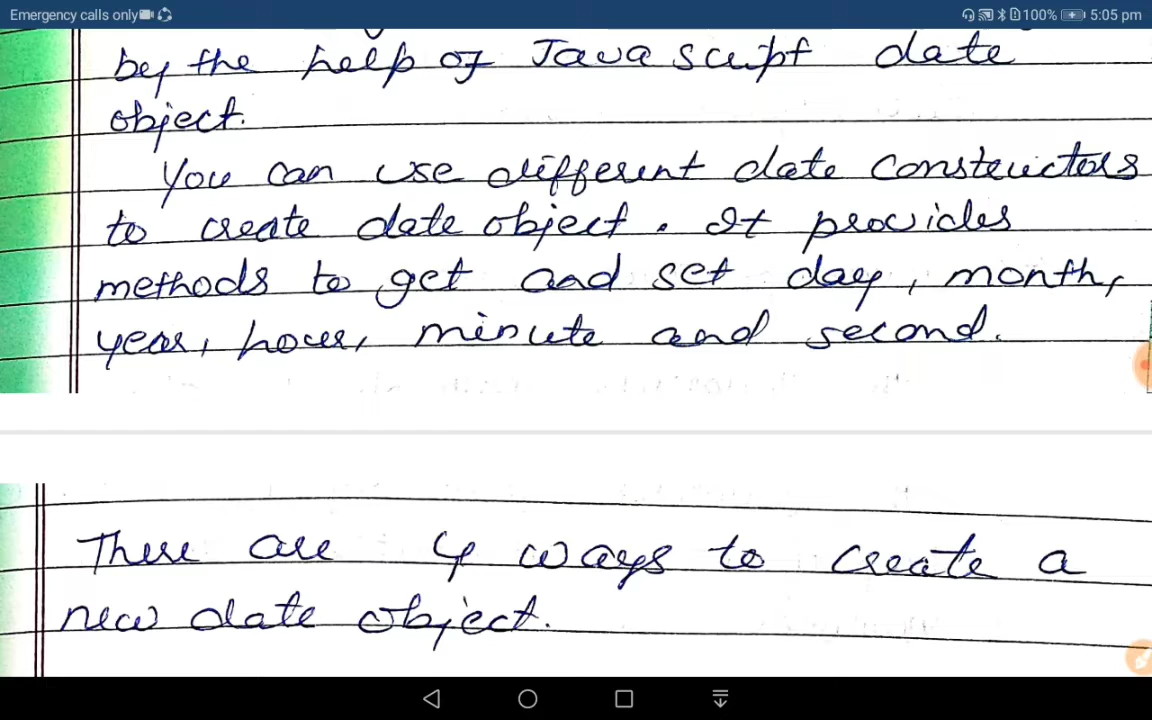 Emergency calls only 100% 5:05 pm
by the help of Java script date
object.
You can use different date constructors
to create date object. It provides
methods to get and set day, month,
year, hour, minute and second.
There are 4 ways to create a
new date object.